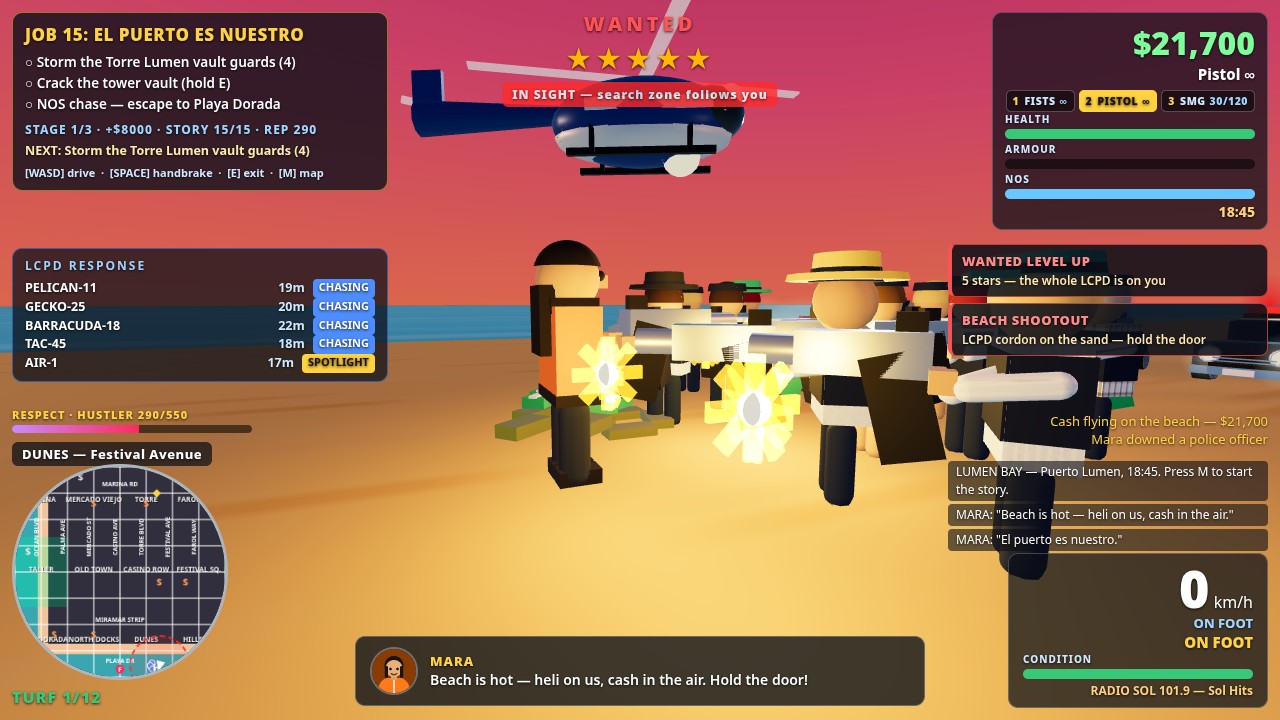 JOB 15: EL PUERTO ES NUESTRO
○ Storm the Torre Lumen vault guards (4)
○ Crack the tower vault (hold E)
○ NOS chase — escape to Playa Dorada
STAGE 1/3 · +$8000 · STORY 15/15 · REP 290
NEXT: Storm the Torre Lumen vault guards (4)
[WASD] drive · [SPACE] handbrake · [E] exit · [M] map
WANTED
★ ★ ★ ★ ★
IN SIGHT — search zone follows you
$21,700
Pistol ∞
1 FISTS ∞
2 PISTOL ∞
3 SMG 30/120
HEALTH
ARMOUR
NOS
18:45
LCPD RESPONSE
PELICAN-11 19m CHASING
GECKO-25 20m CHASING
BARRACUDA-18 22m CHASING
TAC-45 18m CHASING
AIR-1 17m SPOTLIGHT
WANTED LEVEL UP
5 stars — the whole LCPD is on you
BEACH SHOOTOUT
LCPD cordon on the sand — hold the door
Cash flying on the beach — $21,700
Mara downed a police officer
LUMEN BAY — Puerto Lumen, 18:45. Press M to start
the story.
MARA: "Beach is hot — heli on us, cash in the air."
MARA: "El puerto es nuestro."
RESPECT · HUSTLER 290/550
DUNES — Festival Avenue
$
MARINA RD
MERCADO VIEJO
TORRE
FARO
OCEAN BLVD
PALMA AVE
MERCADO ST
CASINO AVE
TORRE BLVD
FESTIVAL AVE
FAROL WAY
OLD TOWN
CASINO ROW
FESTIVAL SQ
MIRAMAR STRIP
NORTH DOCKS
DUNES
HILLS
TURF 1/12
MARA
Beach is hot — heli on us, cash in the air. Hold the door!
0 km/h
ON FOOT
ON FOOT
CONDITION
RADIO SOL 101.9 — Sol Hits